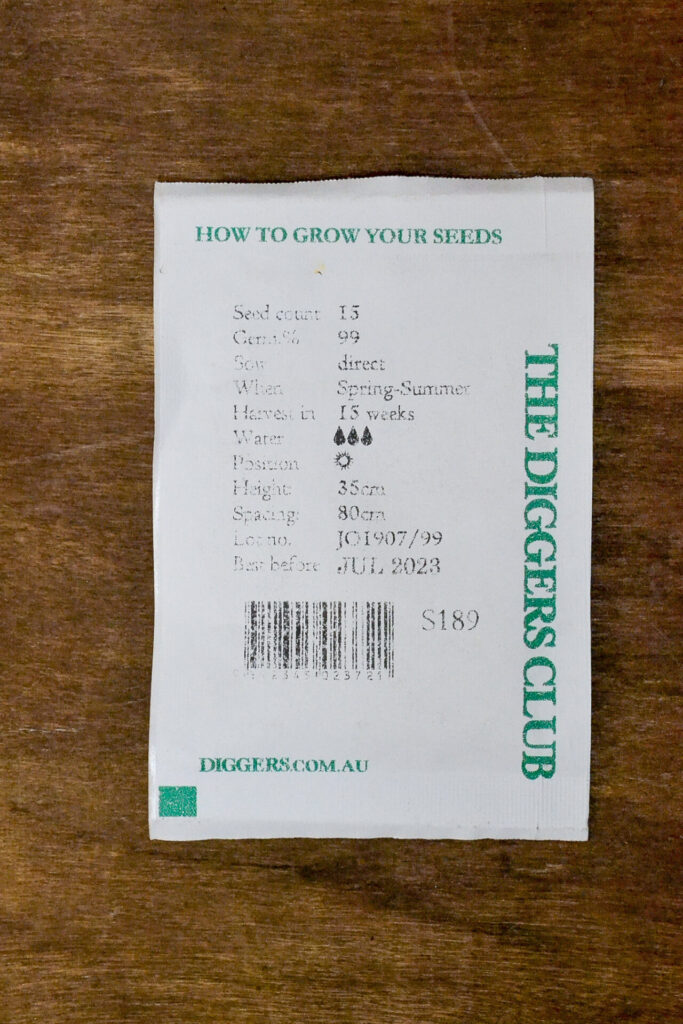 HOW TO GROW YOUR SEEDS
Seed count 15
Germ.% 99
Sow direct
When Spring-Summer
Harvest in 15 weeks
Water
Position
Height: 35cm
Spacing: 80cm
Lot no. JO1907/99
Best before JUL 2023
S189
DIGGERS.COM.AU
THE DIGGERS CLUB